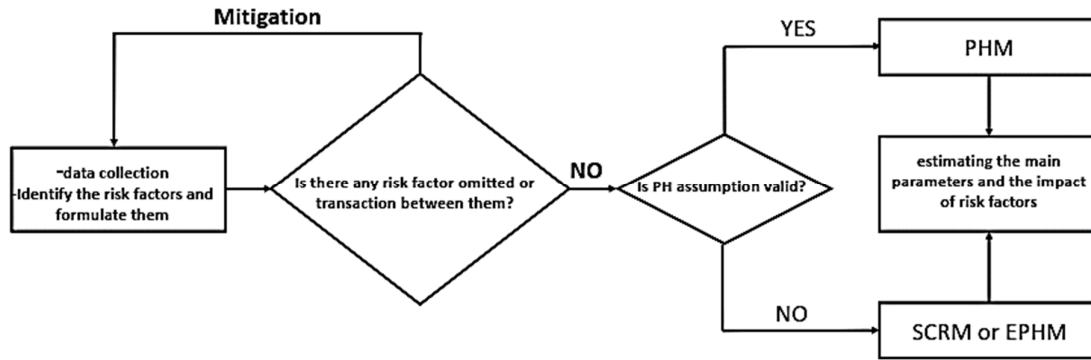 Mitigation
-data collection
-Identify the risk factors and
formulate them
Is there any risk factor omitted or
transaction between them?
NO
Is PH assumption valid?
YES
PHM
estimating the main
parameters and the impact
of risk factors
NO
SCRM or EPHM